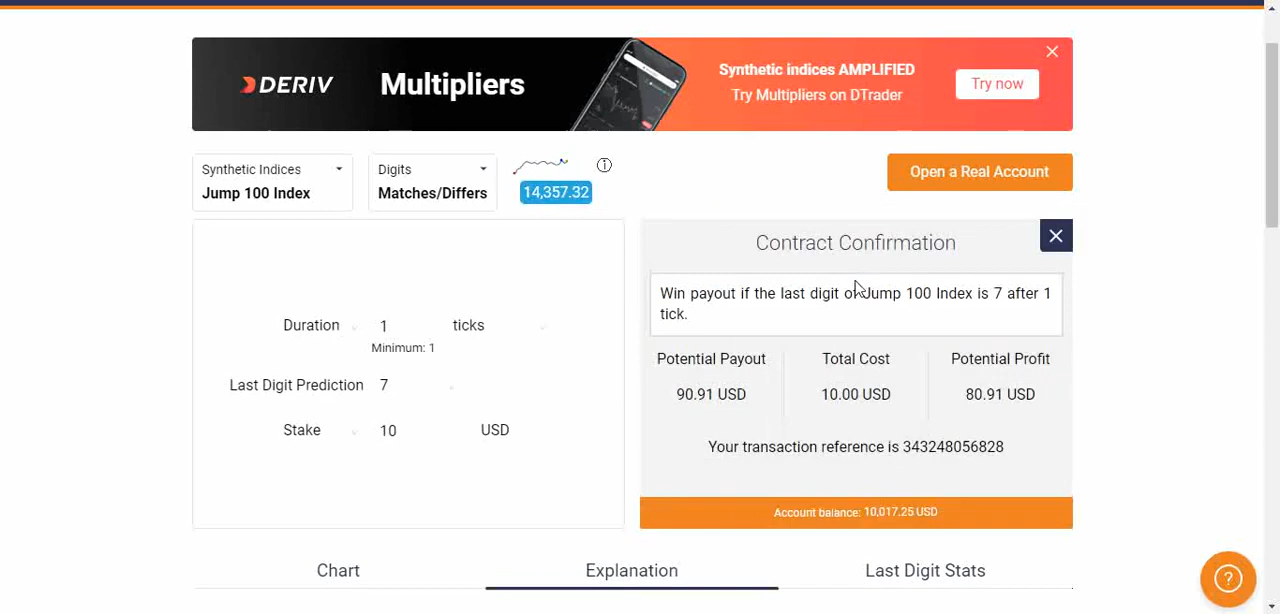 DERIV
Multipliers
Synthetic indices AMPLIFIED
Try Multipliers on DTrader
Try now
Synthetic Indices
Jump 100 Index
Digits
Matches/Differs
14,357.32
Open a Real Account
Duration 1 ticks
Minimum: 1
Last Digit Prediction 7
Stake 10 USD
Contract Confirmation
Win payout if the last digit of Jump 100 Index is 7 after 1
tick.
Potential Payout Total Cost Potential Profit
90.91 USD 10.00 USD 80.91 USD
Your transaction reference is 343248056828
Account balance: 10,017.25 USD
Chart Explanation Last Digit Stats